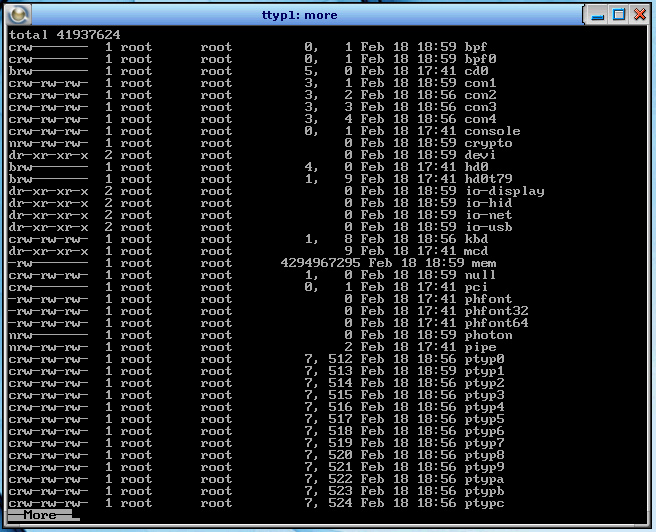 ttyp1: more
total 41937624
crw------- 1 root root 0, 1 Feb 18 18:59 bpf
crw------- 1 root root 0, 1 Feb 18 18:59 bpf0
brw------- 1 root root 5, 0 Feb 18 17:41 cd0
crw-rw-rw- 1 root root 3, 1 Feb 18 18:59 con1
crw-rw-rw- 1 root root 3, 2 Feb 18 18:56 con2
crw-rw-rw- 1 root root 3, 3 Feb 18 18:56 con3
crw-rw-rw- 1 root root 3, 4 Feb 18 18:56 con4
crw-rw-rw- 1 root root 0, 1 Feb 18 17:41 console
nrw-rw-rw- 1 root root 0 Feb 18 18:59 crypto
dr-xr-xr-x 2 root root 0 Feb 18 18:59 devi
brw------- 1 root root 4, 0 Feb 18 17:41 hd0
brw------- 1 root root 1, 9 Feb 18 17:41 hd0t79
dr-xr-xr-x 2 root root 0 Feb 18 18:59 io-display
dr-xr-xr-x 2 root root 0 Feb 18 18:59 io-hid
dr-xr-xr-x 2 root root 0 Feb 18 18:59 io-net
dr-xr-xr-x 2 root root 0 Feb 18 18:59 io-usb
crw-rw-rw- 1 root root 1, 8 Feb 18 18:56 kbd
dr-xr-xr-x 1 root root 9 Feb 18 17:41 mcd
-rw------- 1 root root 4294967295 Feb 18 18:59 mem
crw-rw-rw- 1 root root 1, 0 Feb 18 18:59 null
crw------- 1 root root 0, 1 Feb 18 17:41 pci
-rw-rw-rw- 1 root root 0 Feb 18 17:41 phfont
-rw-rw-rw- 1 root root 0 Feb 18 17:41 phfont32
-rw-rw-rw- 1 root root 0 Feb 18 17:41 phfont64
nrw------- 1 root root 0 Feb 18 18:59 photon
nrw-rw-rw- 1 root root 2 Feb 18 17:41 pipe
crw-rw-rw- 1 root root 7, 512 Feb 18 18:56 ptyp0
crw-rw-rw- 1 root root 7, 513 Feb 18 18:59 ptyp1
crw-rw-rw- 1 root root 7, 514 Feb 18 18:56 ptyp2
crw-rw-rw- 1 root root 7, 515 Feb 18 18:56 ptyp3
crw-rw-rw- 1 root root 7, 516 Feb 18 18:56 ptyp4
crw-rw-rw- 1 root root 7, 517 Feb 18 18:56 ptyp5
crw-rw-rw- 1 root root 7, 518 Feb 18 18:56 ptyp6
crw-rw-rw- 1 root root 7, 519 Feb 18 18:56 ptyp7
crw-rw-rw- 1 root root 7, 520 Feb 18 18:56 ptyp8
crw-rw-rw- 1 root root 7, 521 Feb 18 18:56 ptyp9
crw-rw-rw- 1 root root 7, 522 Feb 18 18:56 ptypa
crw-rw-rw- 1 root root 7, 523 Feb 18 18:56 ptypb
crw-rw-rw- 1 root root 7, 524 Feb 18 18:56 ptypc
--More--